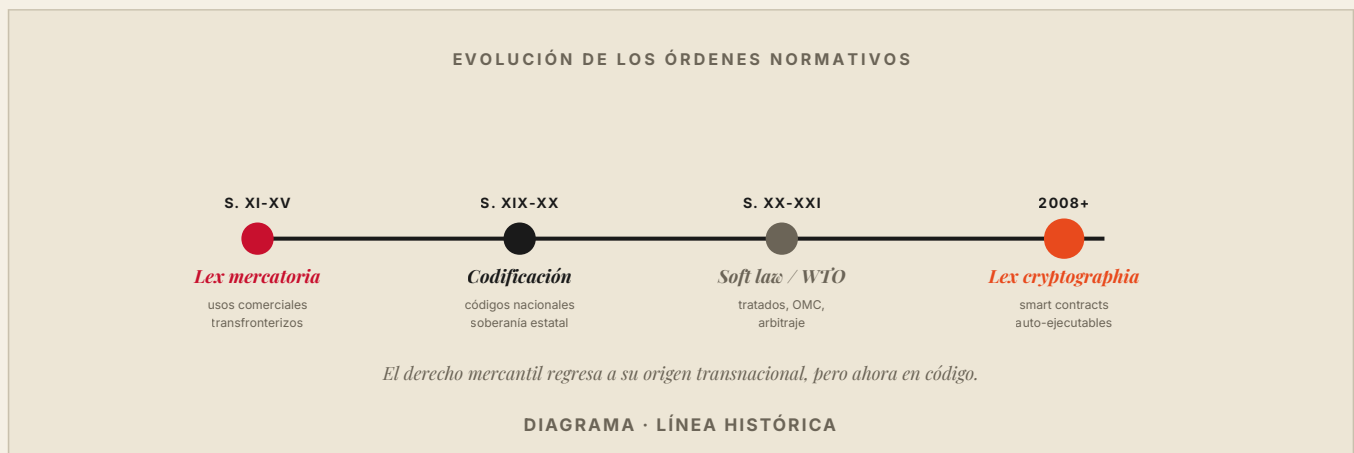 EVOLUCIÓN DE LOS ÓRDENES NORMATIVOS
S. XI-XV
S. XIX-XX
S. XX-XXI
2008+
Lex mercatoria
Codificación
Soft law / WTO
Lex cryptographia
usos comerciales
transfronterizos
códigos nacionales
soberanía estatal
tratados, OMC,
arbitraje
smart contracts
auto-ejecutables
El derecho mercantil regresa a su origen transnacional, pero ahora en código.
DIAGRAMA · LÍNEA HISTÓRICA